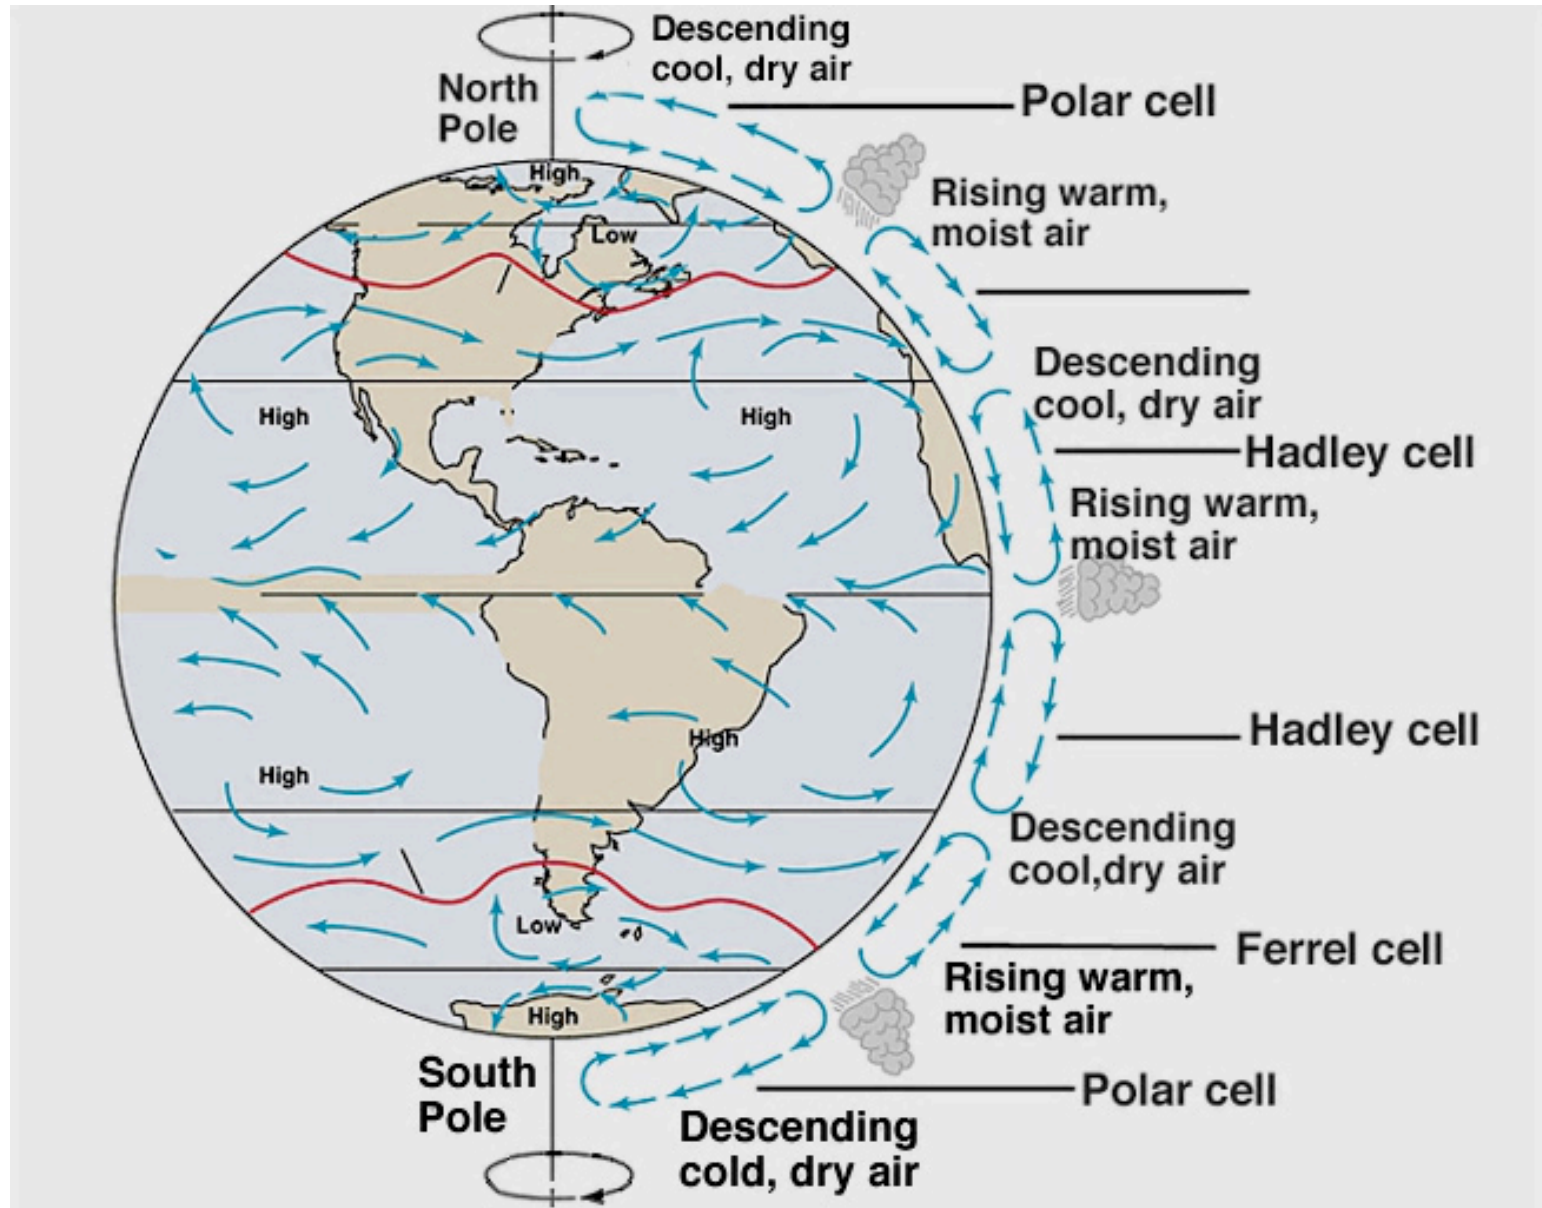 Descending
cool, dry air
North
Pole
Polar cell
High
Rising warm,
moist air
Low
Descending
cool, dry air
High
High
Hadley cell
Rising warm,
moist air
Hadley cell
High
High
Descending
cool,dry air
Low
Ferrel cell
Rising warm,
moist air
High
South
Pole
Polar cell
Descending
cold, dry air